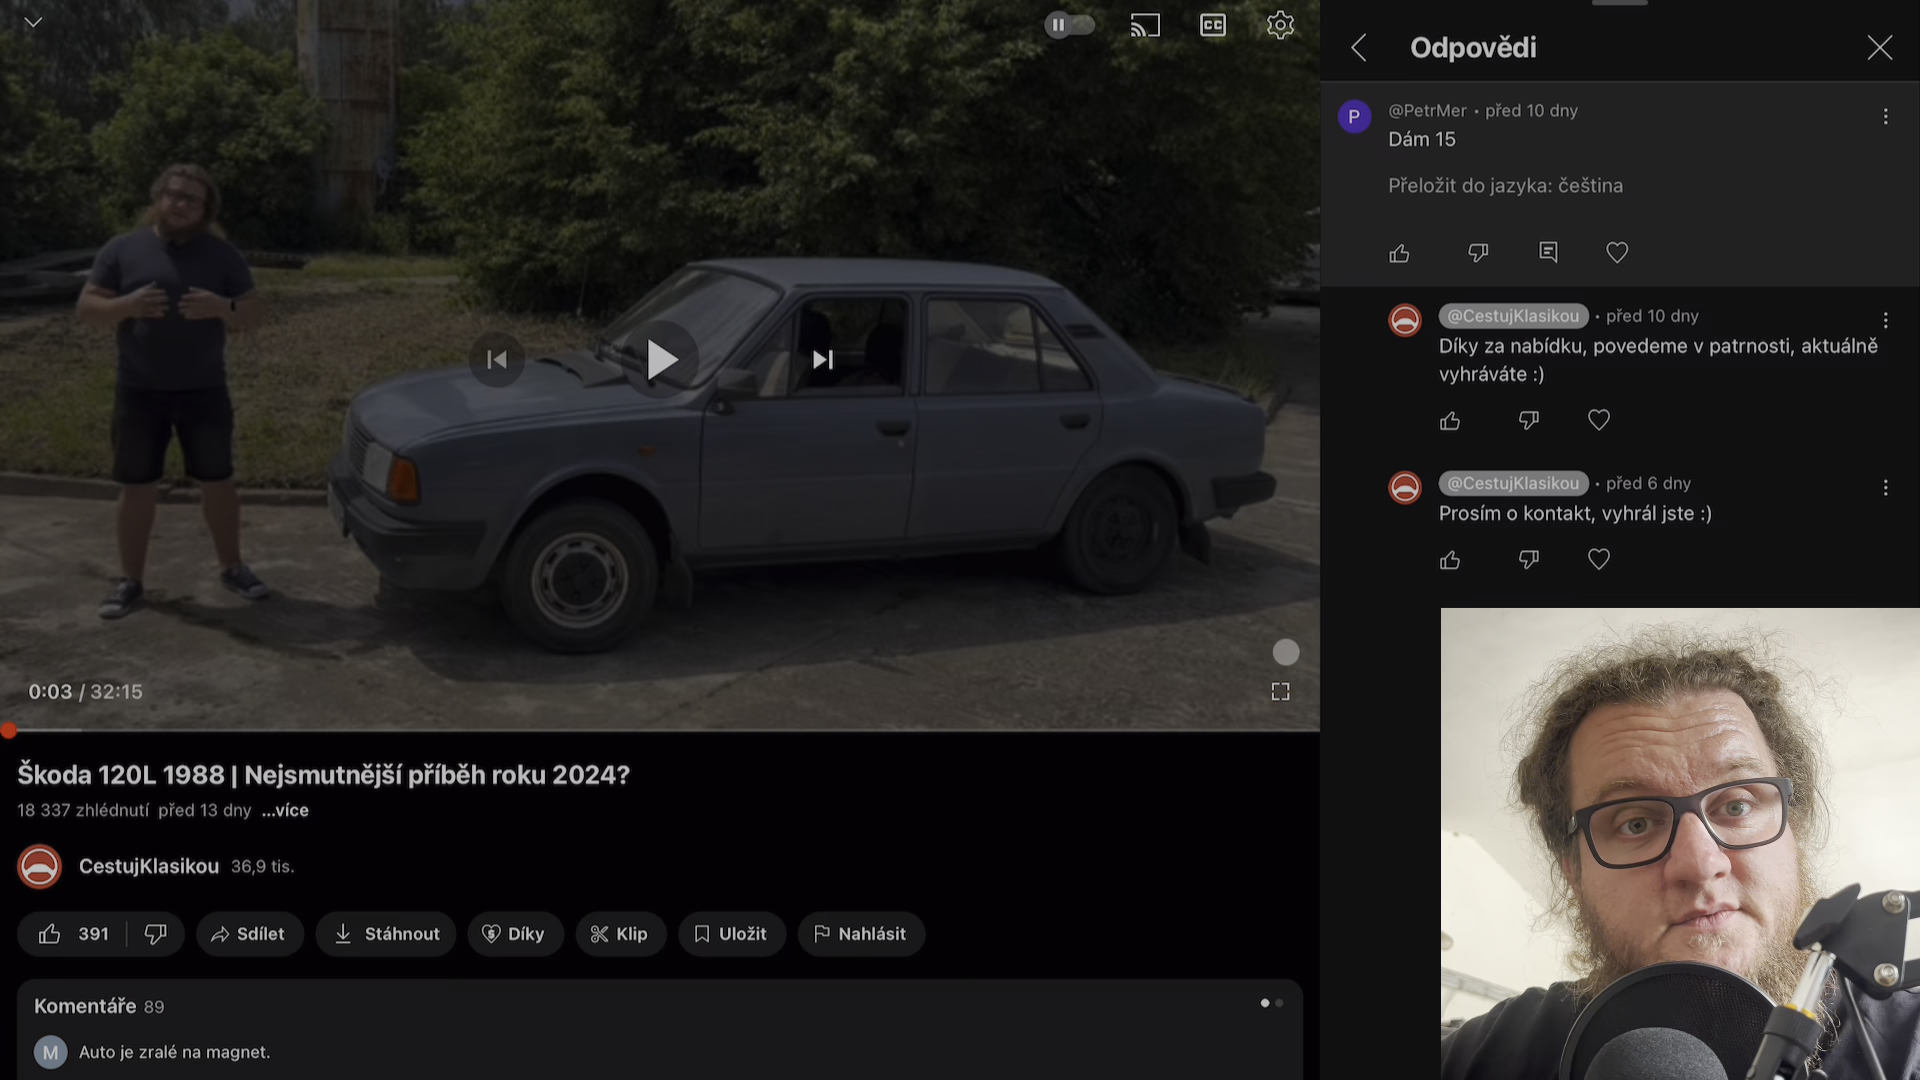 CC
0:03 / 32:15
Škoda 120L 1988 | Nejsmutnější příběh roku 2024?
18 337 zhlédnutí před 13 dny ...více
CestujKlasikou 36,9 tis.
391
Sdílet
Stáhnout
Díky
Klip
Uložit
Nahlásit
Komentáře 89
M
Auto je zralé na magnet.
Odpovědi
P
@PetrMer • před 10 dny
Dám 15
Přeložit do jazyka: čeština
@CestujKlasikou • před 10 dny
Díky za nabídku, povedeme v patrnosti, aktuálně
vyhráváte :)
@CestujKlasikou • před 6 dny
Prosím o kontakt, vyhrál jste :)